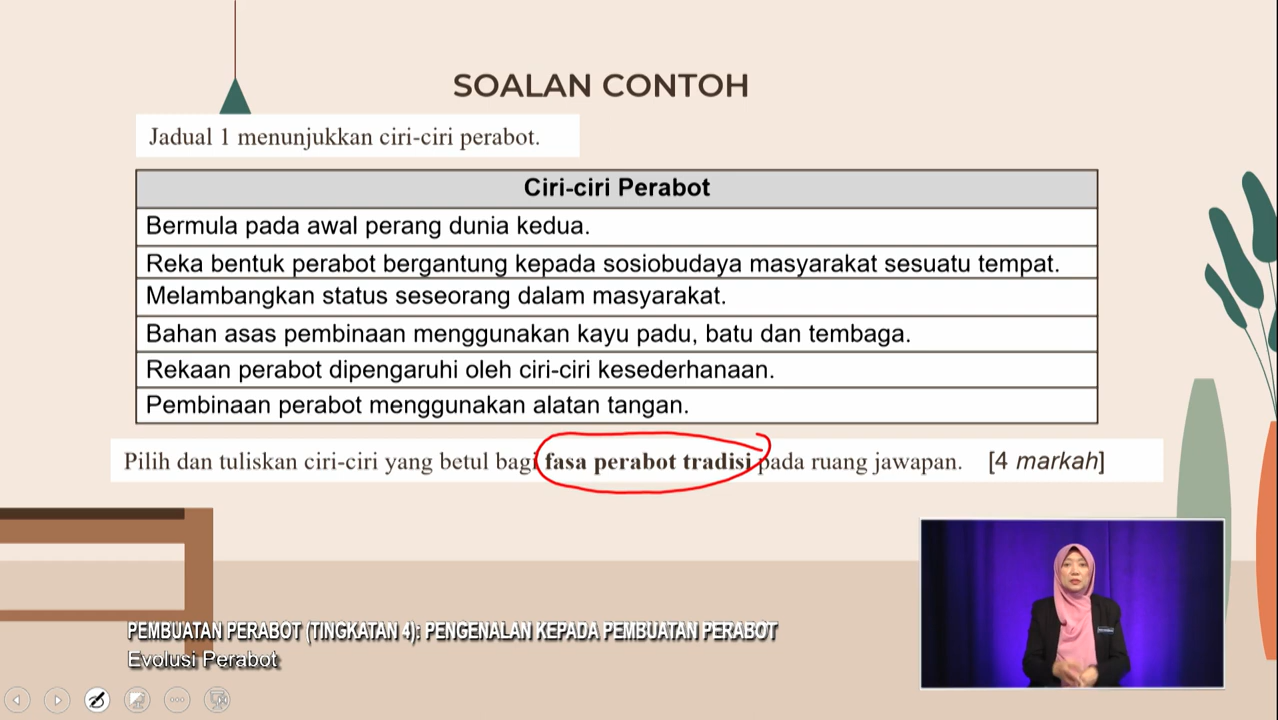 SOALAN CONTOH
Jadual 1 menunjukkan ciri-ciri perabot.
Ciri-ciri Perabot
Bermula pada awal perang dunia kedua.
Reka bentuk perabot bergantung kepada sosiobudaya masyarakat sesuatu tempat.
Melambangkan status seseorang dalam masyarakat.
Bahan asas pembinaan menggunakan kayu padu, batu dan tembaga.
Rekaan perabot dipengaruhi oleh ciri-ciri kesederhanaan.
Pembinaan perabot menggunakan alatan tangan.
Pilih dan tuliskan ciri-ciri yang betul bagi fasa perabot tradisi pada ruang jawapan. [4 markah]
PEMBUATAN PERABOT (TINGKATAN 4): PENGENALAN KEPADA PEMBUATAN PERABOT
Evolusi Perabot